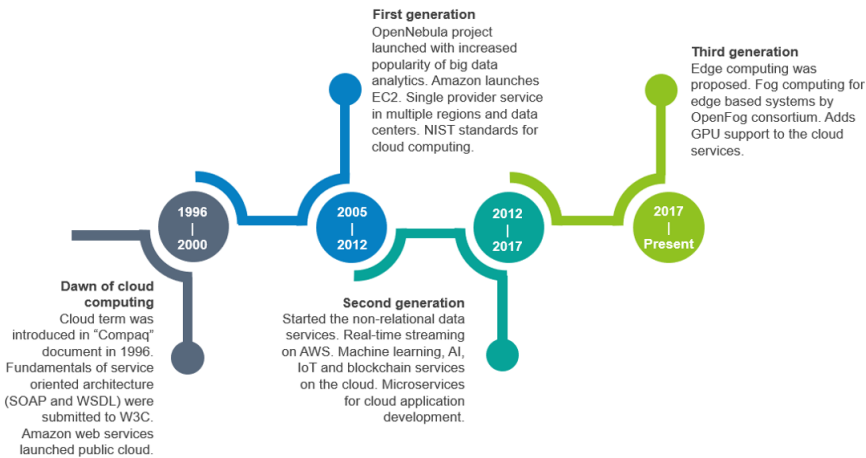 First generation
OpenNebula project
launched with increased
popularity of big data
analytics. Amazon launches
EC2. Single provider service
in multiple regions and data
centers. NIST standards for
cloud computing.
Third generation
Edge computing was
proposed. Fog computing for
edge based systems by
OpenFog consortium. Adds
GPU support to the cloud
services.
1996
|
2000
2005
|
2012
2012
|
2017
2017
|
Present
Dawn of cloud
computing
Cloud term was
introduced in “Compaq”
document in 1996.
Fundamentals of service
oriented architecture
(SOAP and WSDL) were
submitted to W3C.
Amazon web services
launched public cloud.
Second generation
Started the non-relational data
services. Real-time streaming
on AWS. Machine learning, AI,
IoT and blockchain services
on the cloud. Microservices
for cloud application
development.